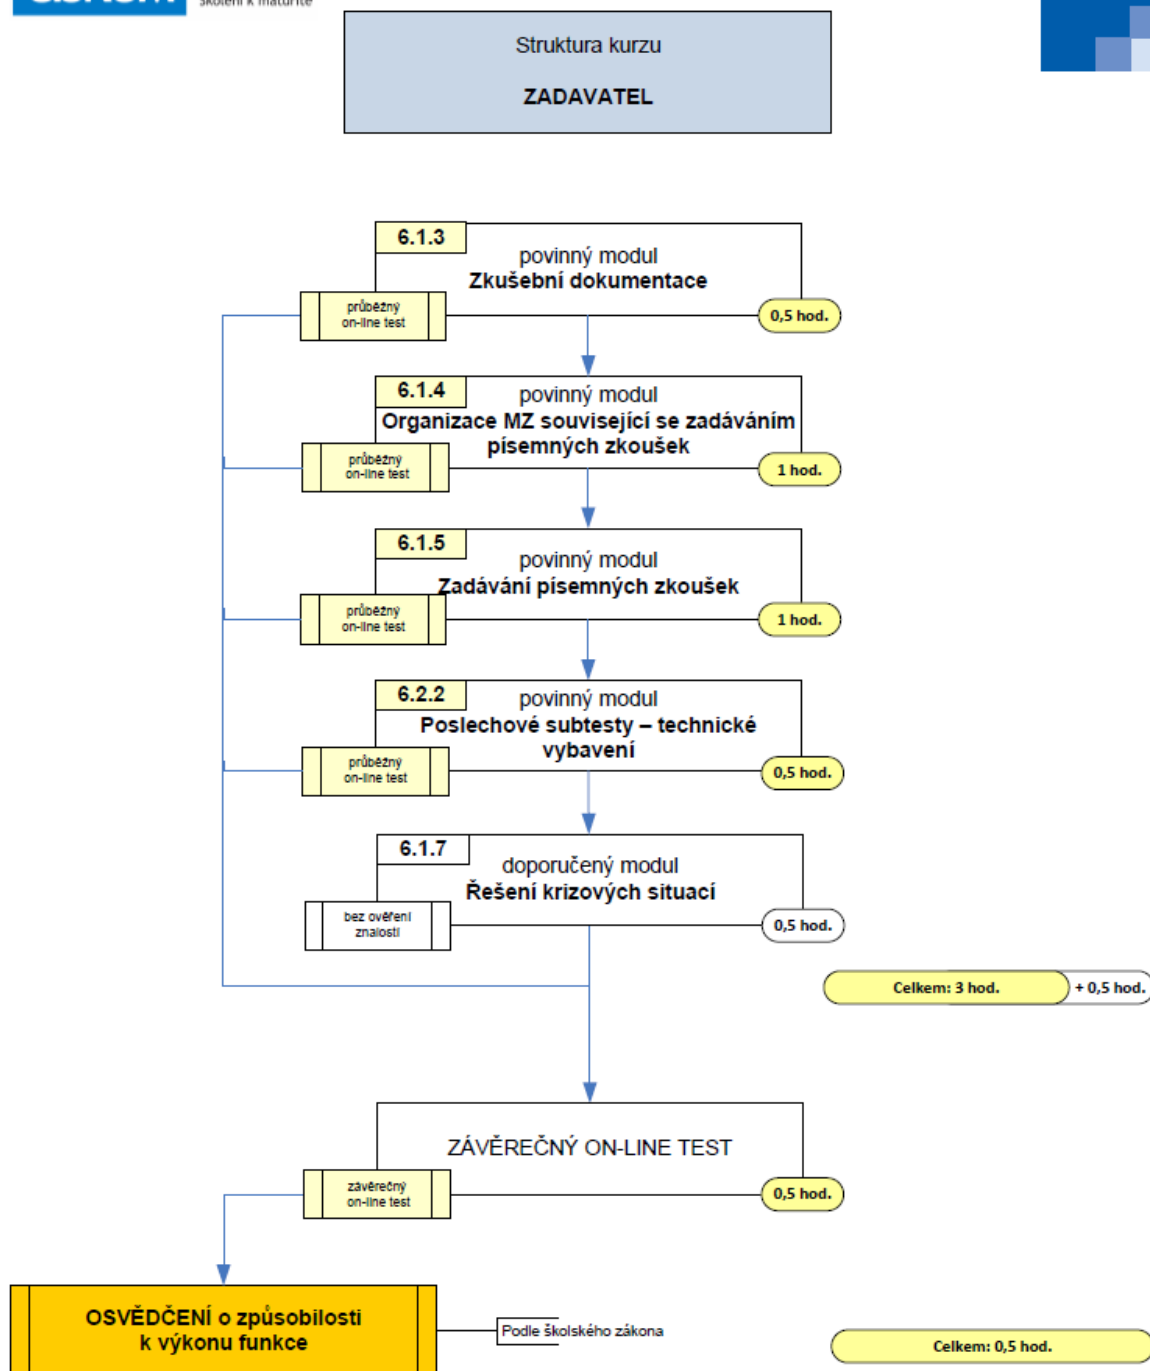 školení k maturitě
Struktura kurzu
ZADAVATEL
6.1.3
povinný modul
Zkušební dokumentace
průběžný
on-line test
0,5 hod.
6.1.4
povinný modul
Organizace MZ související se zadáváním
písemných zkoušek
průběžný
on-line test
1 hod.
6.1.5
povinný modul
Zadávání písemných zkoušek
průběžný
on-line test
1 hod.
6.2.2
povinný modul
Poslechové subtesty – technické
vybavení
průběžný
on-line test
0,5 hod.
6.1.7
doporučený modul
Řešení krizových situací
bez ověření
znalostí
0,5 hod.
Celkem: 3 hod. + 0,5 hod.
ZÁVĚREČNÝ ON-LINE TEST
závěrečný
on-line test
0,5 hod.
OSVĚDČENÍ o způsobilosti
k výkonu funkce
Podle školského zákona
Celkem: 0,5 hod.